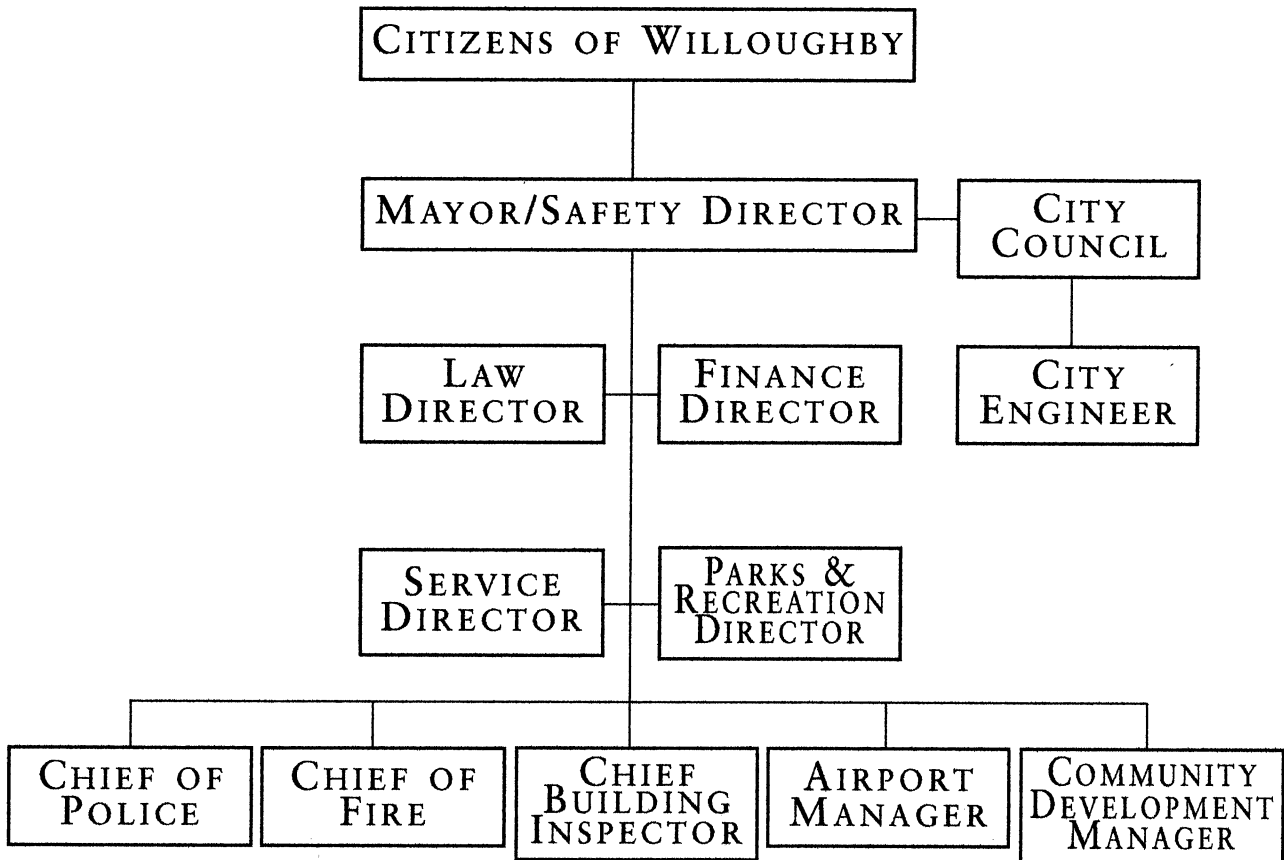 CITIZENS OF WILLOUGHBY
MAYOR/SAFETY DIRECTOR
CITY
COUNCIL
LAW
DIRECTOR
FINANCE
DIRECTOR
CITY
ENGINEER
SERVICE
DIRECTOR
PARKS &
RECREATION
DIRECTOR
CHIEF OF
POLICE
CHIEF OF
FIRE
CHIEF
BUILDING
INSPECTOR
AIRPORT
MANAGER
COMMUNITY
DEVELOPMENT
MANAGER